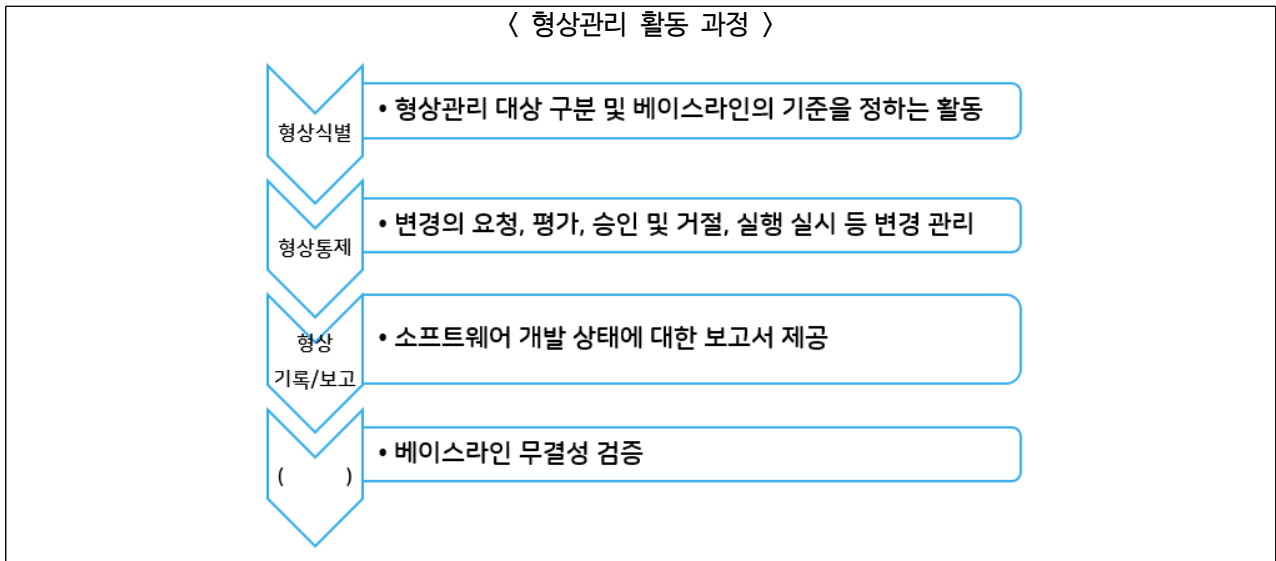 < 형상관리 활동 과정 >
형상식별
• 형상관리 대상 구분 및 베이스라인의 기준을 정하는 활동
형상통제
• 변경의 요청, 평가, 승인 및 거절, 실행 실시 등 변경 관리
형상
기록/보고
• 소프트웨어 개발 상태에 대한 보고서 제공
( )
• 베이스라인 무결성 검증